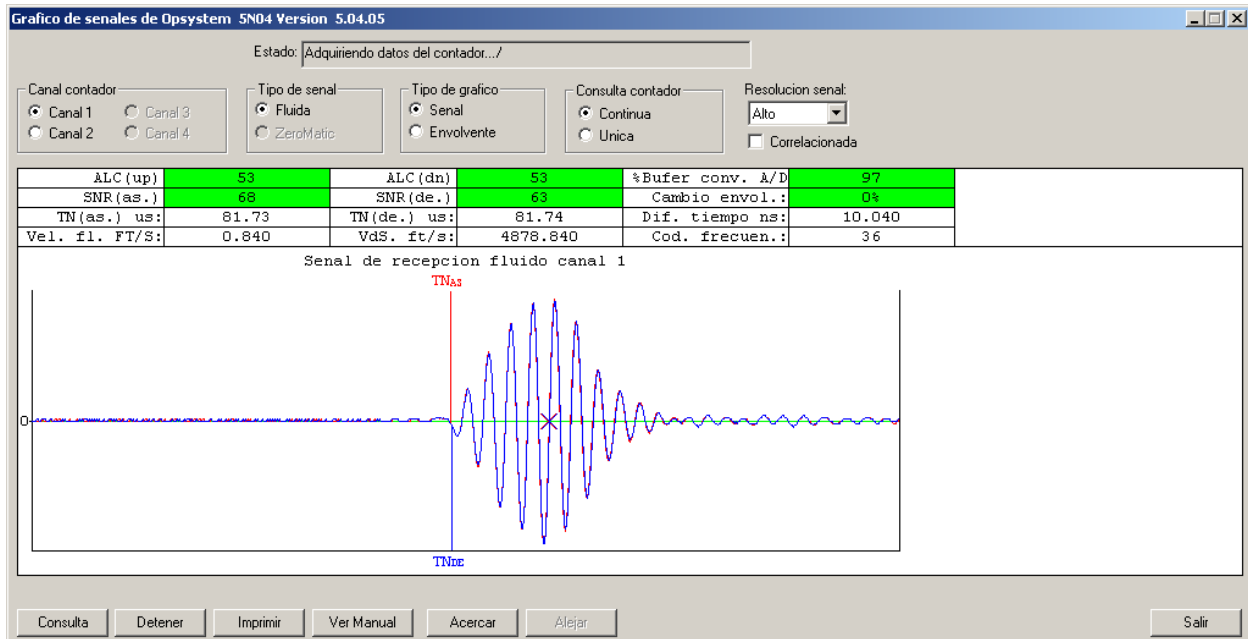 Grafico de senales de Opsystem 5N04 Version 5.04.05
Estado: Adquiriendo datos del contador.../
Canal contador
Canal 1 Canal 3
Canal 2 Canal 4
Tipo de senal
Fluida
ZeroMatic
Tipo de grafico
Senal
Envolvente
Consulta contador
Continua
Unica
Resolucion senal:
Alto
Correlacionada
ALC(up) 53 ALC(dn) 53 %Bufer conv. A/D 97
SNR(as.) 68 SNR(de.) 63 Cambio envol.: 0%
TN(as.) us: 81.73 TN(de.) us: 81.74 Dif. tiempo ns: 10.040
Vel. fl. FT/S: 0.840 VdS. ft/s: 4878.840 Cod. frecuen.: 36
Senal de recepcion fluido canal 1
TNAS
0
TNDE
Consulta Detener Imprimir Ver Manual Acercar Alejar Salir